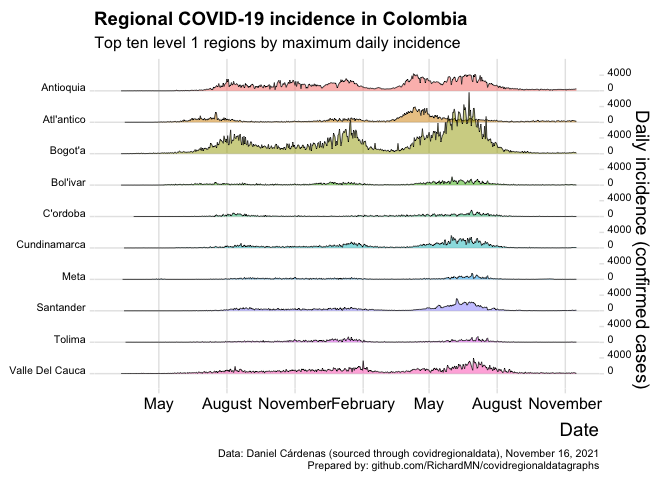 Regional COVID-19 incidence in Colombia
Top ten level 1 regions by maximum daily incidence
Antioquia
4000
0
Atl'antico
4000
0
Bogot'a
4000
0
Bol'ivar
4000
0
C'ordoba
4000
0
Cundinamarca
4000
0
Meta
4000
0
Santander
4000
0
Tolima
4000
0
Valle Del Cauca
4000
0
Daily incidence (confirmed cases)
May August November February May August November
Date
Data: Daniel Cárdenas (sourced through covidregionaldata), November 16, 2021
Prepared by: github.com/RichardMN/covidregionaldatagraphs